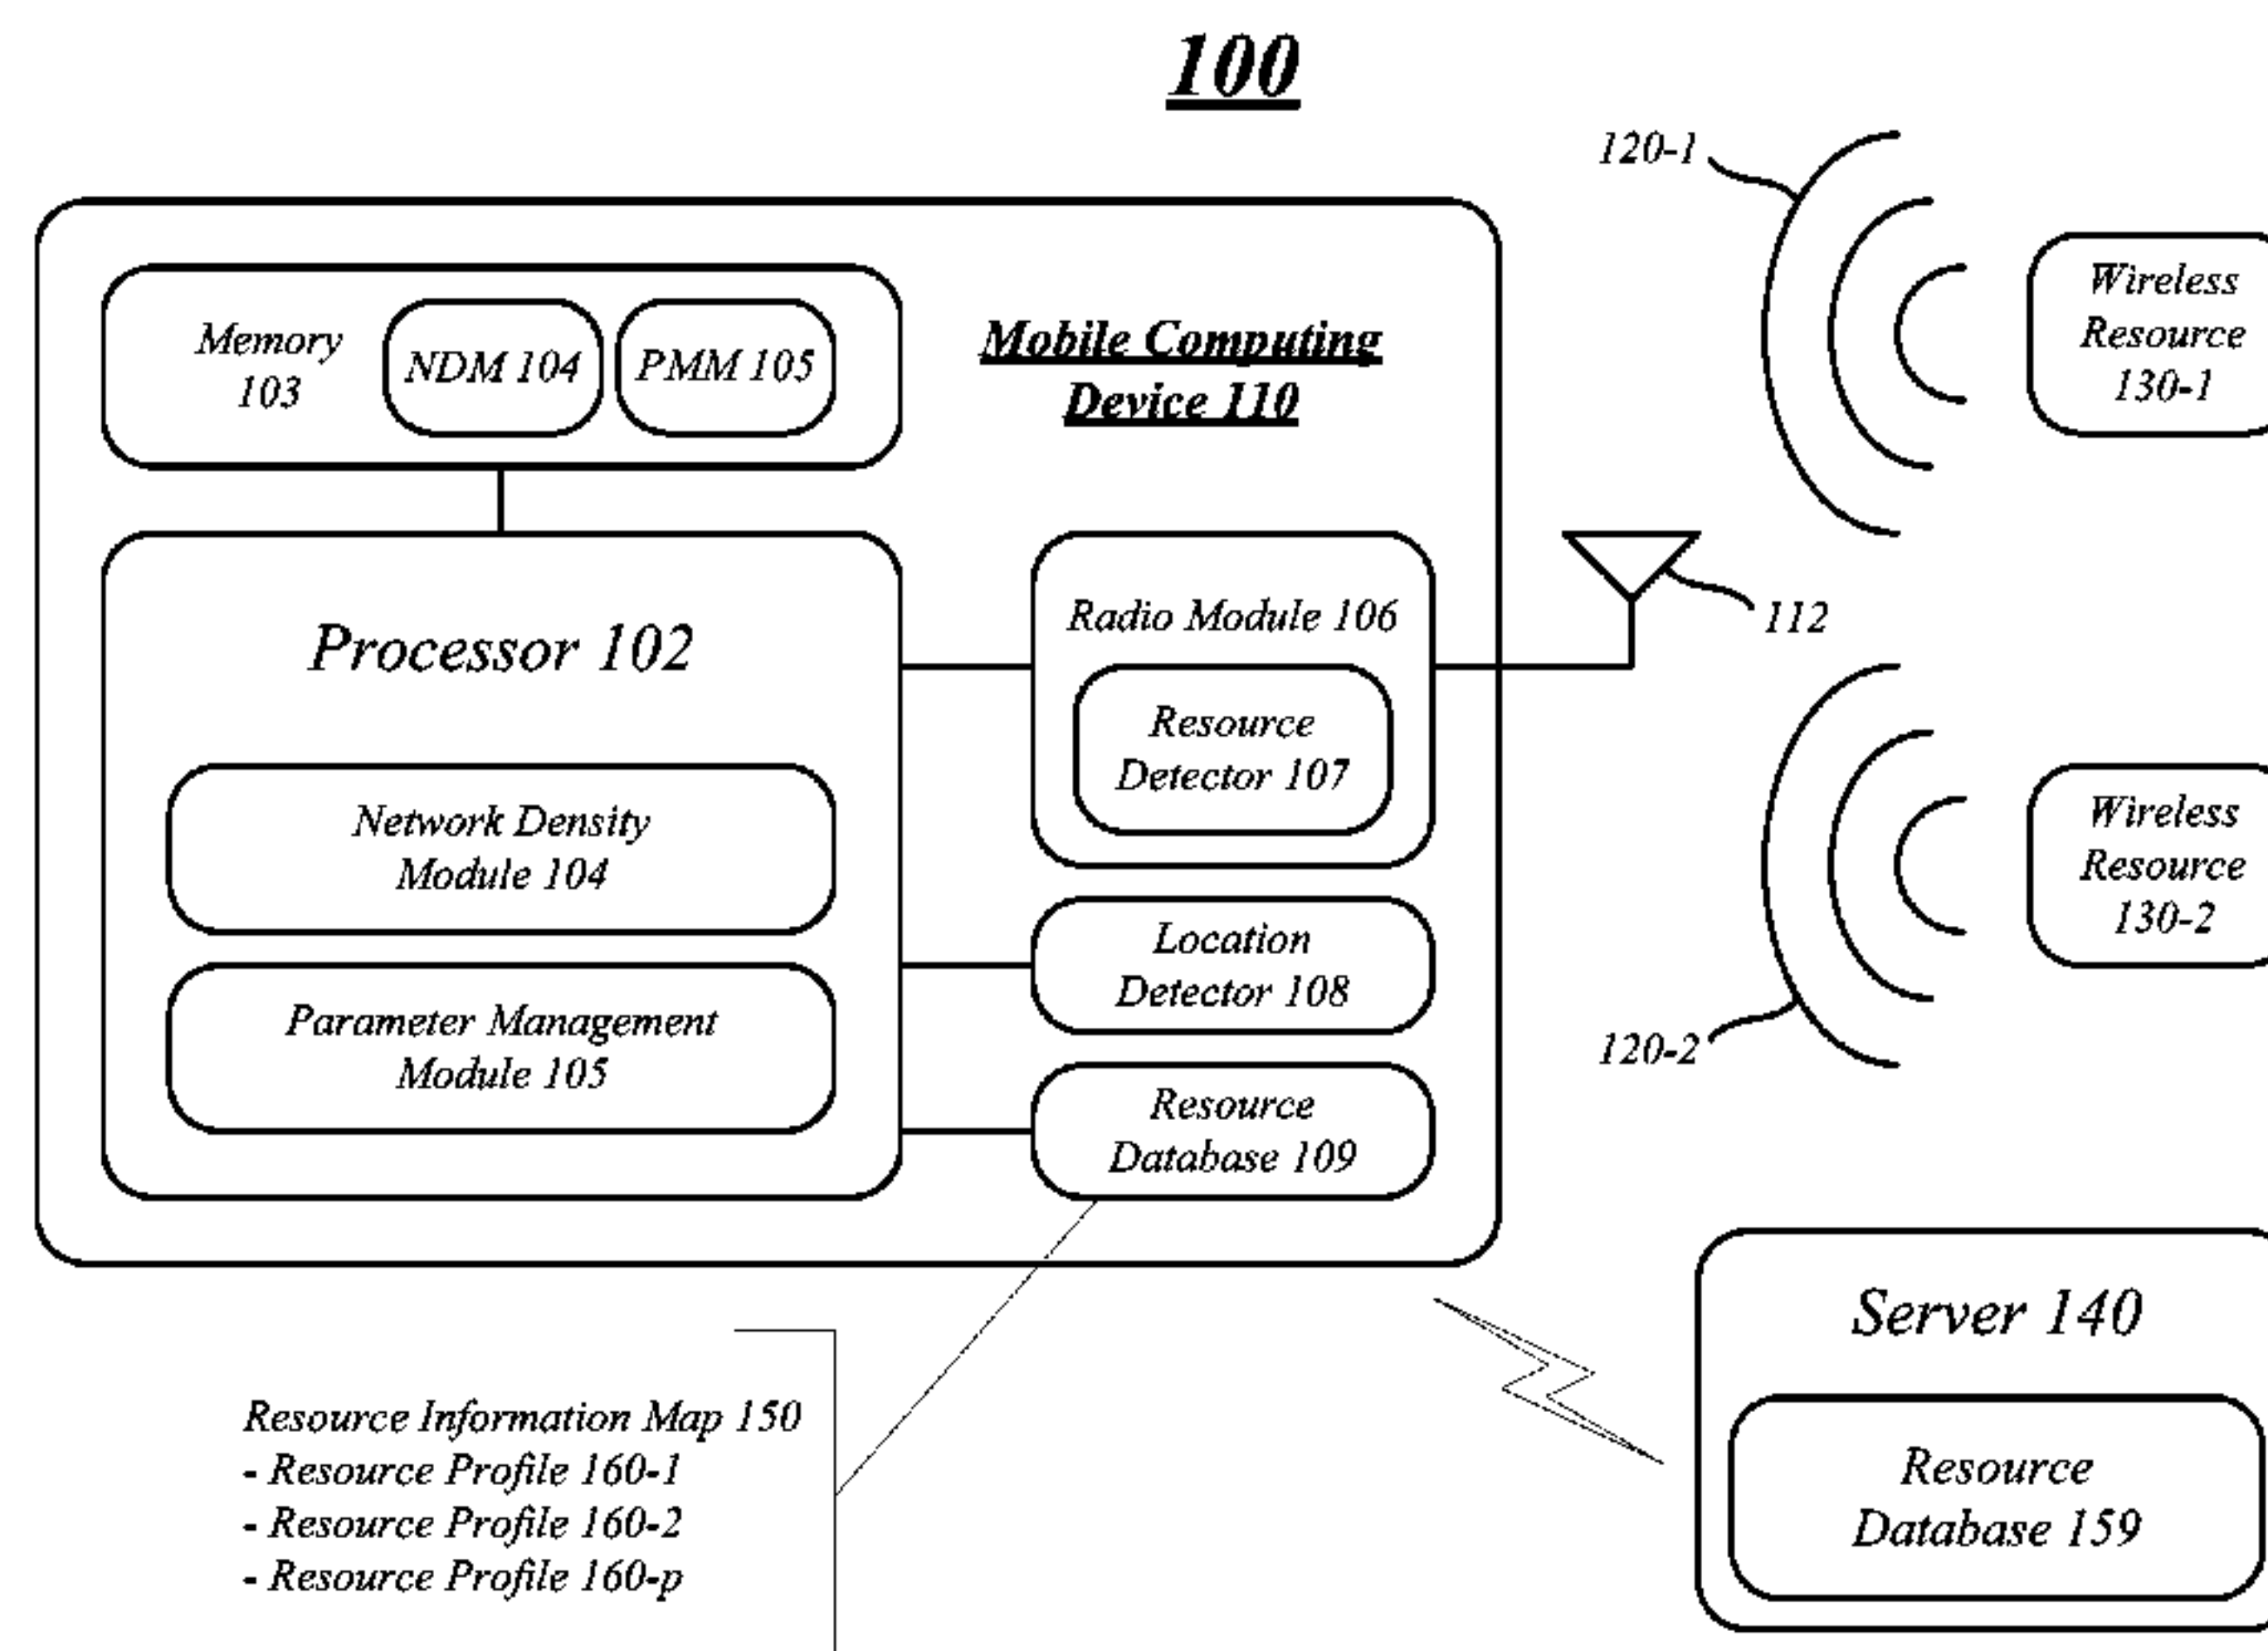 100
120-1
Wireless
Resource
130-1
Memory
103
NDM 104
PMM 105
Mobile Computing
Device 110
112
Processor 102
Radio Module 106
Resource
Detector 107
Network Density
Module 104
Parameter Management
Module 105
Location
Detector 108
Resource
Database 109
Wireless
Resource
130-2
120-2
Server 140
Resource
Database 159
Resource Information Map 150
- Resource Profile 160-1
- Resource Profile 160-2
- Resource Profile 160-p